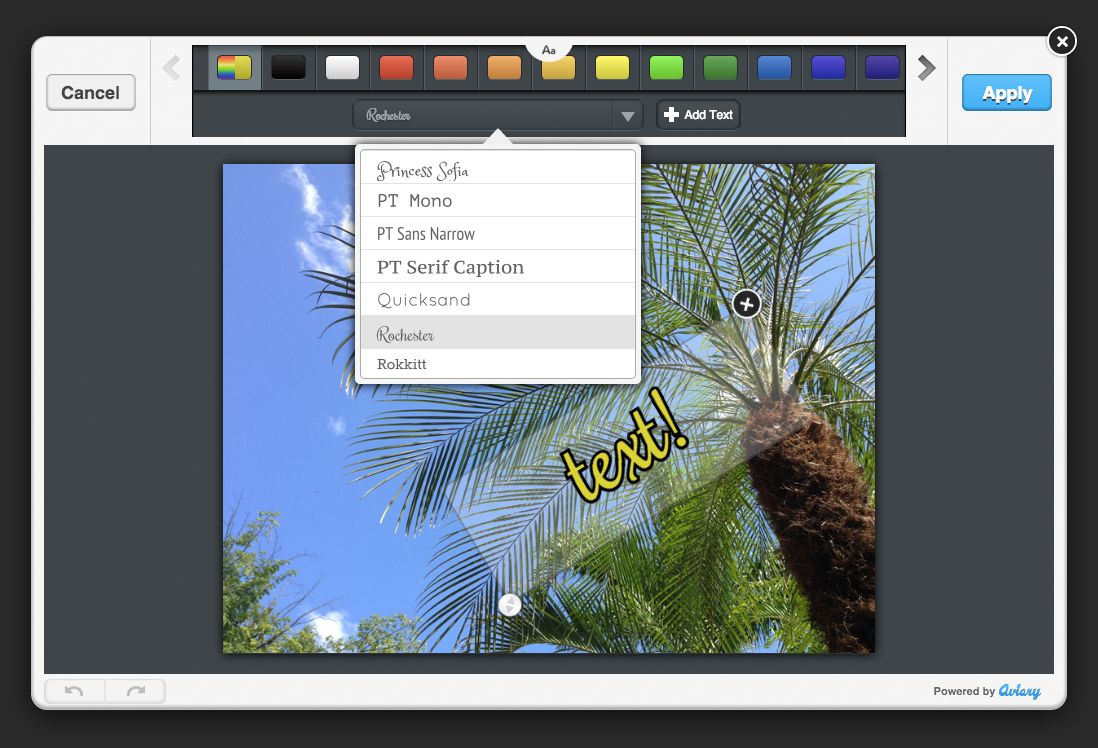 Aa
Cancel
Apply
Rochester
Add Text
Princess Sofia
PT Mono
PT Sans Narrow
PT Serif Caption
Quicksand
Rochester
Rokkitt
text!
Powered by Aviary